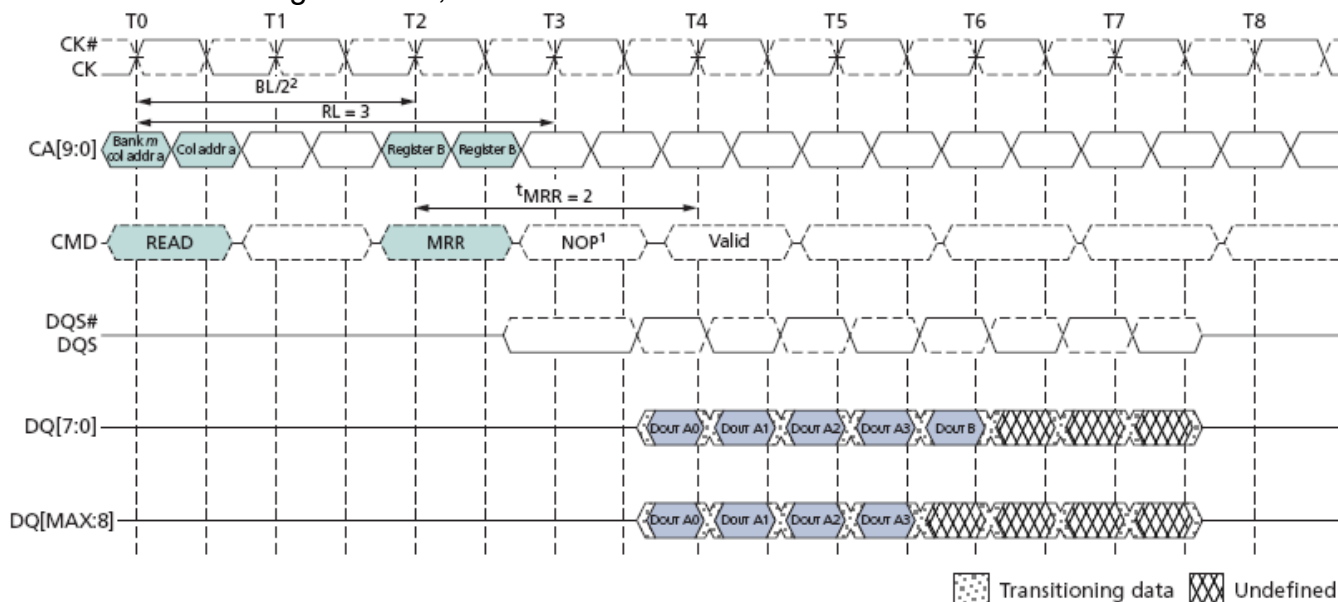 T0 T1 T2 T3 T4 T5 T6 T7 T8
CK#
CK
BL/2²
RL = 3
CA[9:0] Bank m col addr a Col addr a Register B Register B
tMRR = 2
CMD READ MRR NOP¹ Valid
DQS#
DQS
DQ[7:0] DOUT A0 DOUT A1 DOUT A2 DOUT A3 DOUT B
DQ[MAX:8] DOUT A0 DOUT A1 DOUT A2 DOUT A3
Transitioning data Undefined